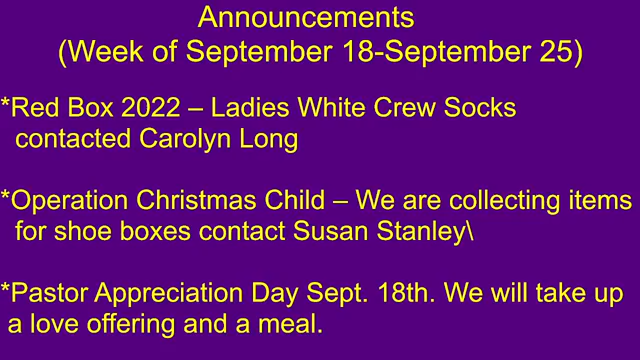 Announcements
(Week of September 18-September 25)
*Red Box 2022 – Ladies White Crew Socks
contacted Carolyn Long
*Operation Christmas Child – We are collecting items
for shoe boxes contact Susan Stanley\
*Pastor Appreciation Day Sept. 18th. We will take up
a love offering and a meal.